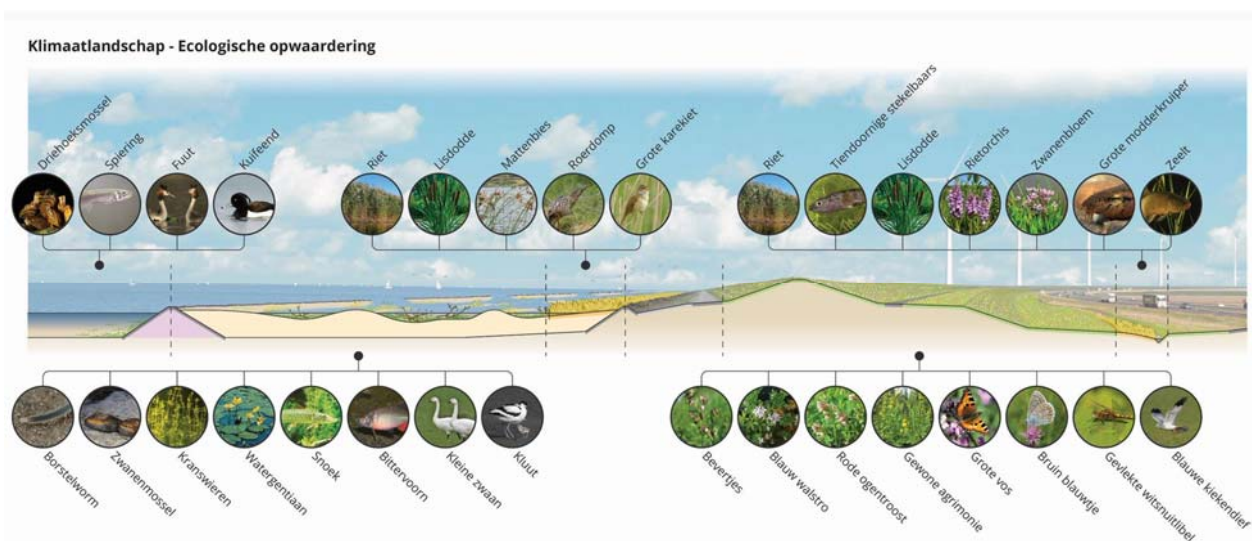 Klimaatlandschap - Ecologische opwaardering
Driehoeksmossel
Spiering
Fuut
Kuifeend
Riet
Lisdodde
Mattenbies
Roerdomp
Grote karekiet
Riet
Tiendoornige stekelbaars
Lisdodde
Rietorchis
Zwanenbloem
Grote modderkruiper
Zeelt
Borstelworm
Zwanenmossel
Kranswieren
Watergentiaan
Snoek
Bittervoorn
Kleine zwaan
Kluut
Bevertjes
Blauw walstro
Rode ogentroost
Gewone agrimonie
Grote vos
Bruin blauwtje
Gevlekte witsnuitlibel
Blauwe kiekendief